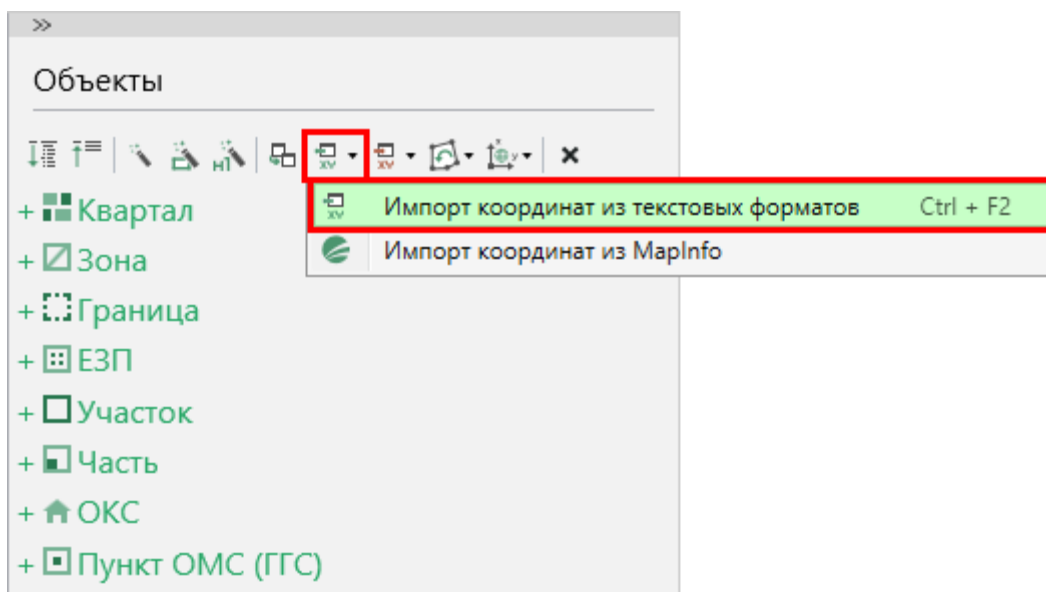 Объекты
+ Квартал
Импорт координат из текстовых форматов Ctrl + F2
+ Зона
Импорт координат из MapInfo
+ Граница
+ ЕЗП
+ Участок
+ Часть
+ ОКС
+ Пункт ОМС (ГГС)